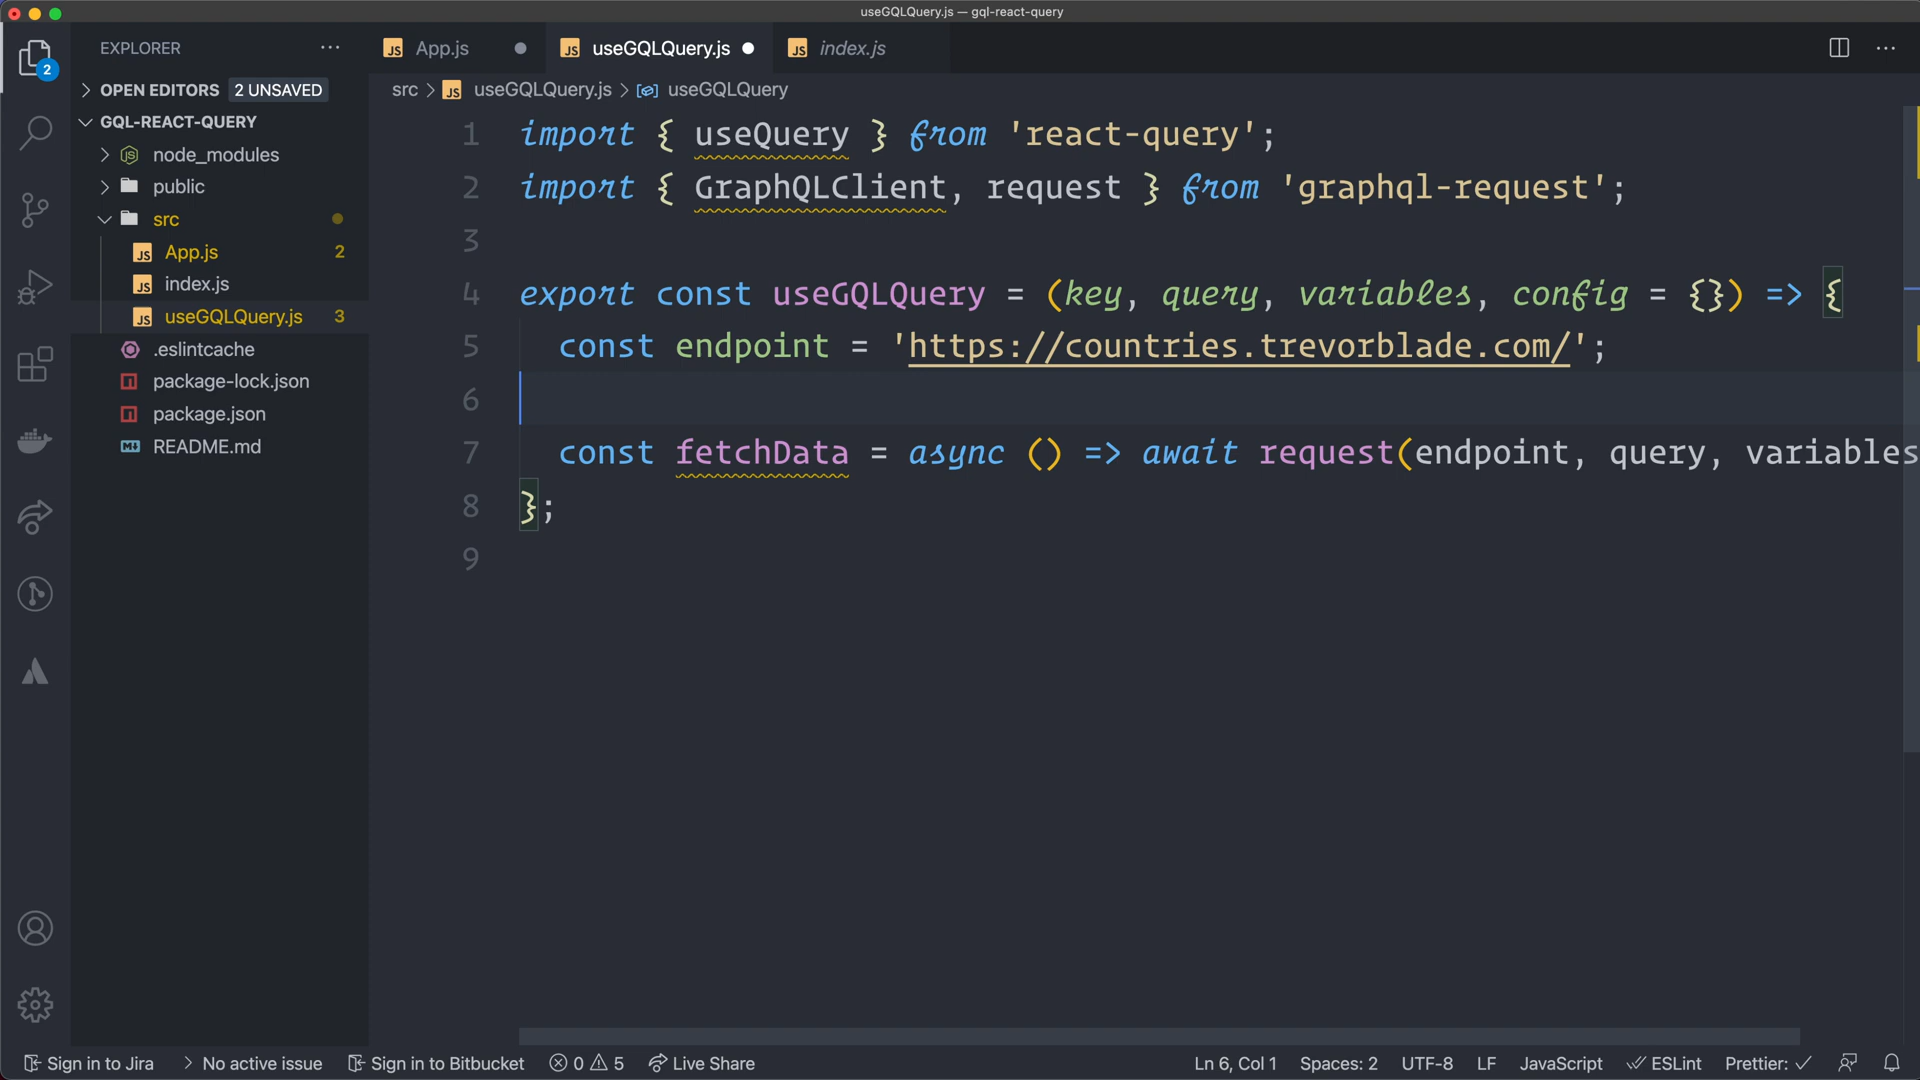 useGQLQuery.js — gql-react-query
EXPLORER
App.js
useGQLQuery.js
index.js
2
OPEN EDITORS 2 UNSAVED
src > useGQLQuery.js > useGQLQuery
GQL-REACT-QUERY
node_modules
public
src
App.js 2
index.js
useGQLQuery.js 3
.eslintcache
package-lock.json
package.json
README.md
1 import { useQuery } from 'react-query';
2 import { GraphQLClient, request } from 'graphql-request';
3
4 export const useGQLQuery = (key, query, variables, config = {}) => {
5 const endpoint = 'https://countries.trevorblade.com/';
6
7 const fetchData = async () => await request(endpoint, query, variables
8 };
9
Sign in to Jira > No active issue Sign in to Bitbucket 0 5 Live Share Ln 6, Col 1 Spaces: 2 UTF-8 LF JavaScript ESLint Prettier: ✓